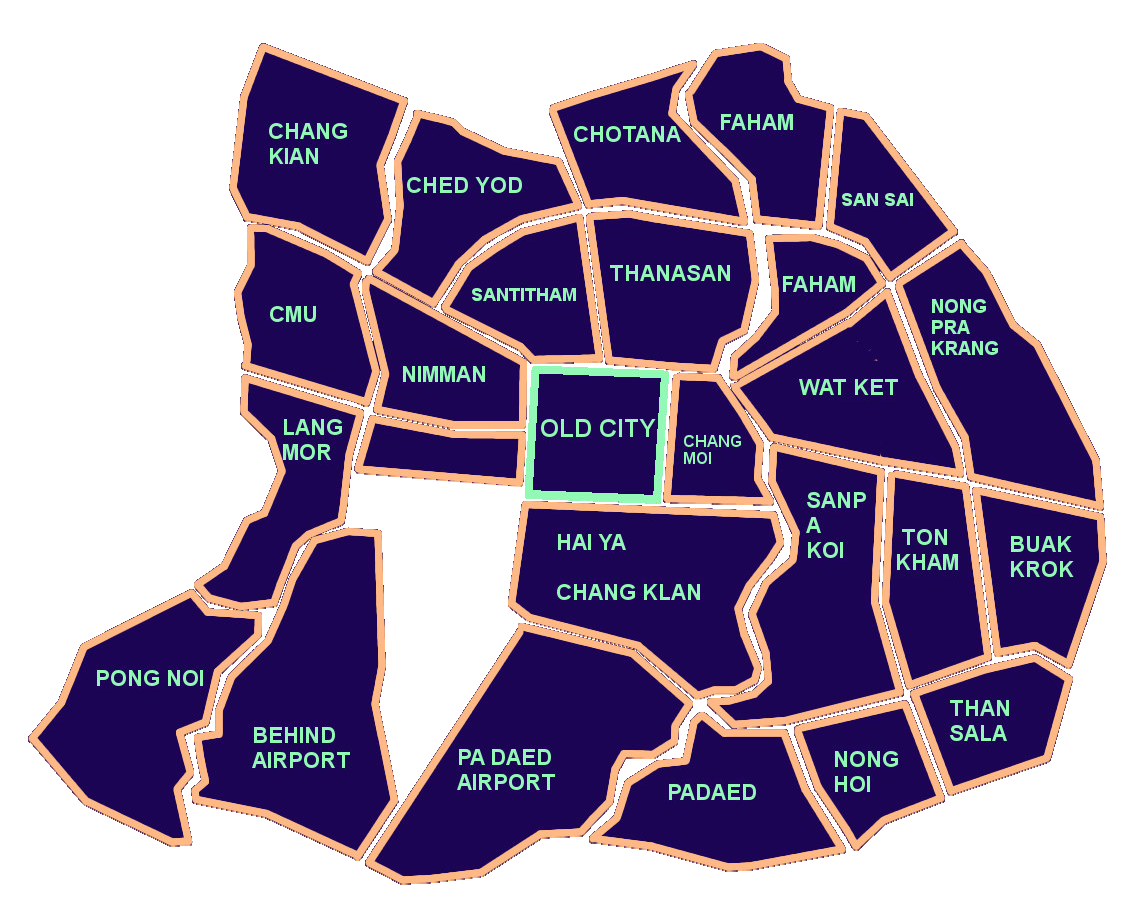 CHANG
KIAN
CHED YOD
CHOTANA
FAHAM
SAN SAI
CMU
SANTITHAM
THANASAN
FAHAM
NONG
PRA
KRANG
NIMMAN
WAT KET
LANG
MOR
OLD CITY
CHANG
MOI
SANP
A
KOI
TON
KHAM
BUAK
KROK
HAI YA
CHANG KLAN
PONG NOI
BEHIND
AIRPORT
PA DAED
AIRPORT
PADAED
NONG
HOI
THAN
SALA